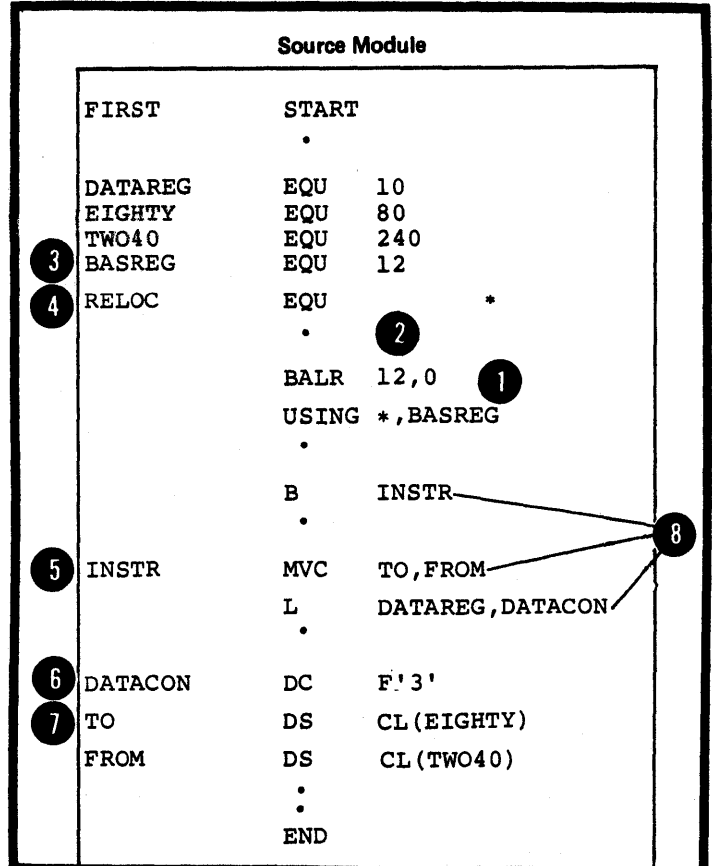 Source Module
FIRST START
DATAREG EQU 10
EIGHTY EQU 80
TWO40 EQU 240
3 BASREG EQU 12
4 RELOC EQU *
2
BALR 12,0 1
USING *,BASREG
B INSTR
8
5 INSTR MVC TO,FROM
L DATAREG,DATACON
6 DATACON DC F'3'
7 TO DS CL(EIGHTY)
FROM DS CL(TWO40)
END